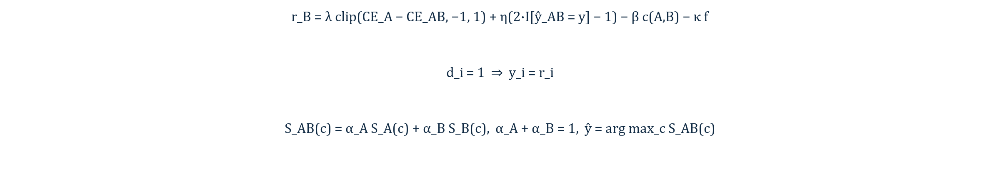 r_B = λ clip(CE_A − CE_AB, −1, 1) + η(2·I[ŷ_AB = y] − 1) − β c(A,B) − κ f
d_i = 1 ⇒ y_i = r_i
S_AB(c) = α_A S_A(c) + α_B S_B(c), α_A + α_B = 1, ŷ = arg max_c S_AB(c)